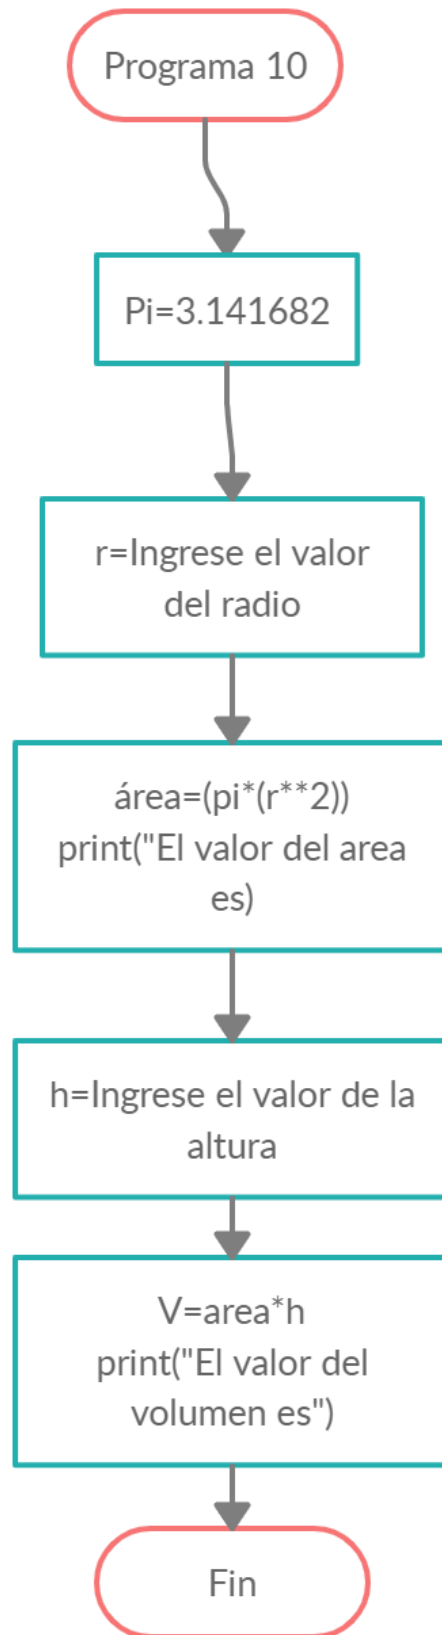 Programa 10
Pi=3.141682
r=Ingrese el valor
del radio
área=(pi*(r**2))
print("El valor del area
es)
h=Ingrese el valor de la
altura
V=area*h
print("El valor del
volumen es")
Fin